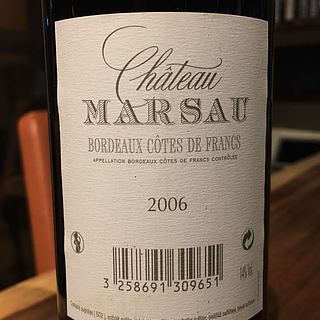 Château
MARSAU
BORDEAUX CÔTES DE FRANCS
APPELLATION BORDEAUX CÔTES DE FRANCS CONTRÔLÉE
2006
14% Vol.
3 258691 309651